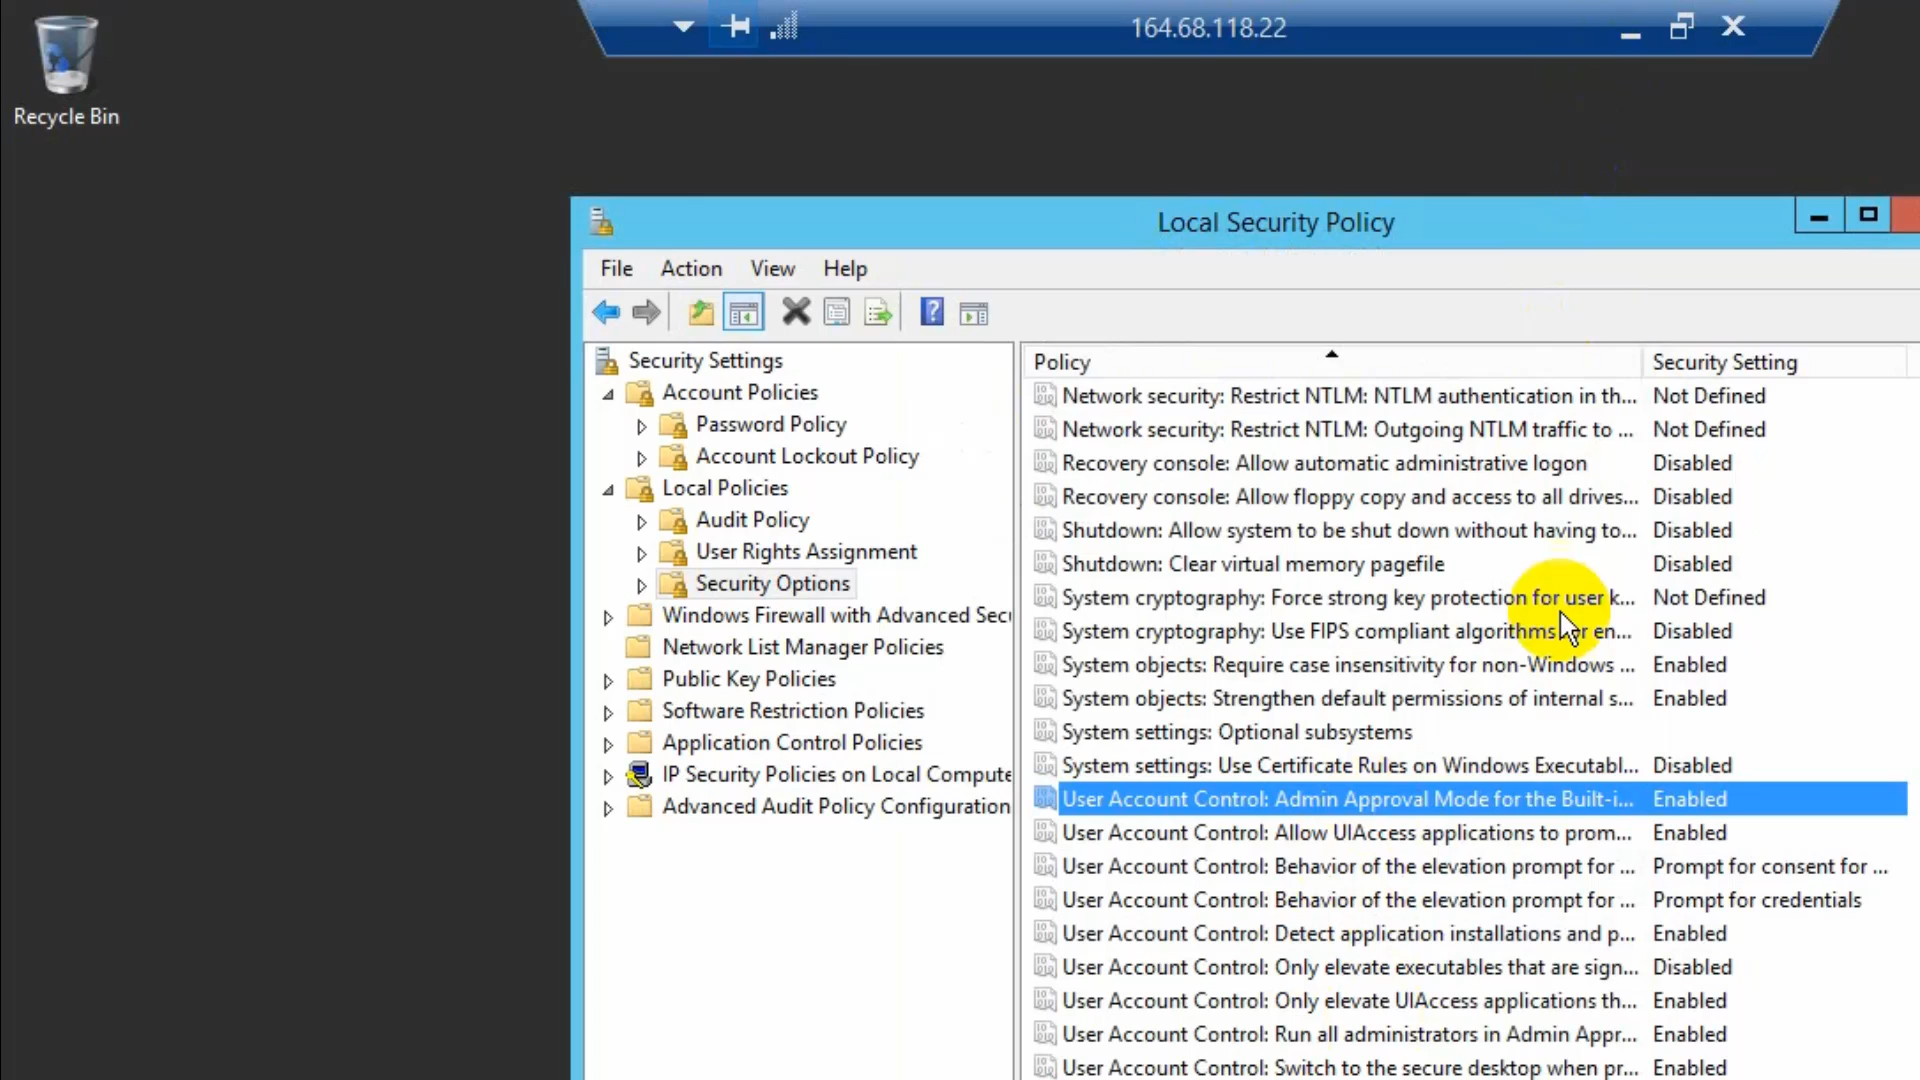 164.68.118.22
Recycle Bin
Local Security Policy
File Action View Help
Security Settings
Account Policies
Password Policy
Account Lockout Policy
Local Policies
Audit Policy
User Rights Assignment
Security Options
Windows Firewall with Advanced Secu
Network List Manager Policies
Public Key Policies
Software Restriction Policies
Application Control Policies
IP Security Policies on Local Compute
Advanced Audit Policy Configuration
Policy Security Setting
Network security: Restrict NTLM: NTLM authentication in th... Not Defined
Network security: Restrict NTLM: Outgoing NTLM traffic to ... Not Defined
Recovery console: Allow automatic administrative logon Disabled
Recovery console: Allow floppy copy and access to all drives... Disabled
Shutdown: Allow system to be shut down without having to... Disabled
Shutdown: Clear virtual memory pagefile Disabled
System cryptography: Force strong key protection for user k... Not Defined
System cryptography: Use FIPS compliant algorithms for en... Disabled
System objects: Require case insensitivity for non-Windows ... Enabled
System objects: Strengthen default permissions of internal s... Enabled
System settings: Optional subsystems
System settings: Use Certificate Rules on Windows Executabl... Disabled
User Account Control: Admin Approval Mode for the Built-i... Enabled
User Account Control: Allow UIAccess applications to prom... Enabled
User Account Control: Behavior of the elevation prompt for ... Prompt for consent for ...
User Account Control: Behavior of the elevation prompt for ... Prompt for credentials
User Account Control: Detect application installations and p... Enabled
User Account Control: Only elevate executables that are sign... Disabled
User Account Control: Only elevate UIAccess applications th... Enabled
User Account Control: Run all administrators in Admin Appr... Enabled
User Account Control: Switch to the secure desktop when pr... Enabled